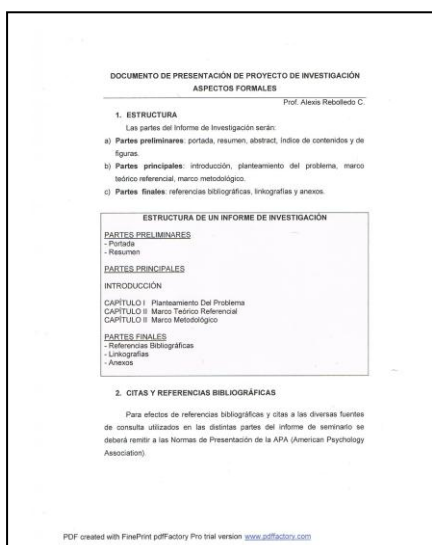 DOCUMENTO DE PRESENTACIÓN DE PROYECTO DE INVESTIGACIÓN
ASPECTOS FORMALES
Prof. Alexis Rebolledo C.
1. ESTRUCTURA
Las partes del Informe de Investigación serán:
a) Partes preliminares: portada, resumen, abstract, índice de contenidos y de
figuras.
b) Partes principales: introducción, planteamiento del problema, marco
teórico referencial, marco metodológico.
c) Partes finales: referencias bibliográficas, linkografías y anexos.
ESTRUCTURA DE UN INFORME DE INVESTIGACIÓN
PARTES PRELIMINARES
- Portada
- Resumen
PARTES PRINCIPALES
INTRODUCCIÓN
CAPÍTULO I Planteamiento Del Problema
CAPÍTULO II Marco Teórico Referencial
CAPÍTULO II Marco Metodológico
PARTES FINALES
- Referencias Bibliográficas
- Linkografías
- Anexos
2. CITAS Y REFERENCIAS BIBLIOGRÁFICAS
Para efectos de referencias bibliográficas y citas a las diversas fuentes
de consulta utilizados en las distintas partes del informe de seminario se
deberá remitir a las Normas de Presentación de la APA (American Psychology
Association).
PDF created with FinePrint pdfFactory Pro trial version www.pdffactory.com